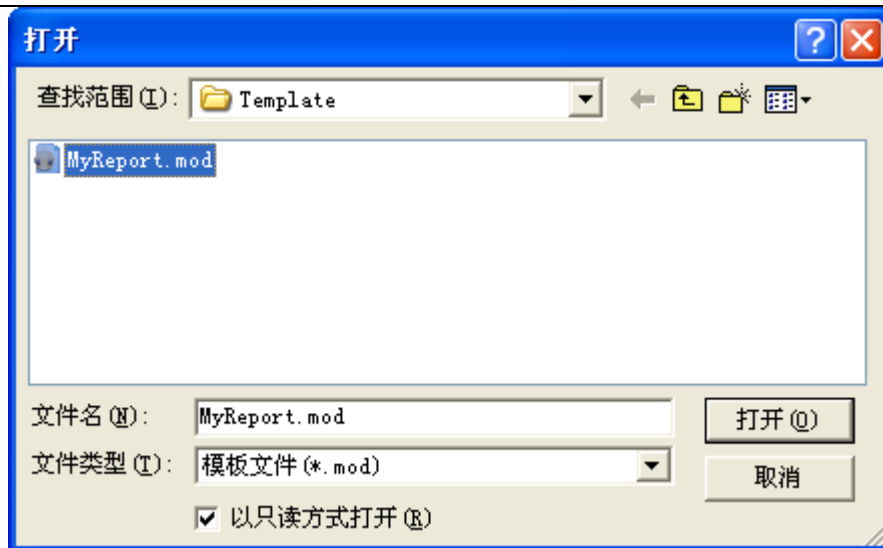 打开
查找范围(I): Template
MyReport.mod
文件名(N): MyReport.mod 打开(O)
文件类型(T): 模板文件(*.mod) 取消
以只读方式打开(R)